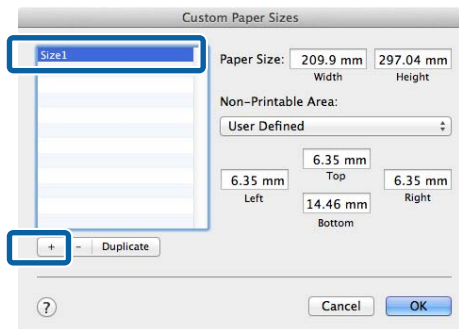 Custom Paper Sizes
Size1
Paper Size: 209.9 mm 297.04 mm
Width Height
Non-Printable Area:
User Defined
6.35 mm
Top
6.35 mm 6.35 mm
Left Right
14.46 mm
Bottom
+ - Duplicate
? Cancel OK